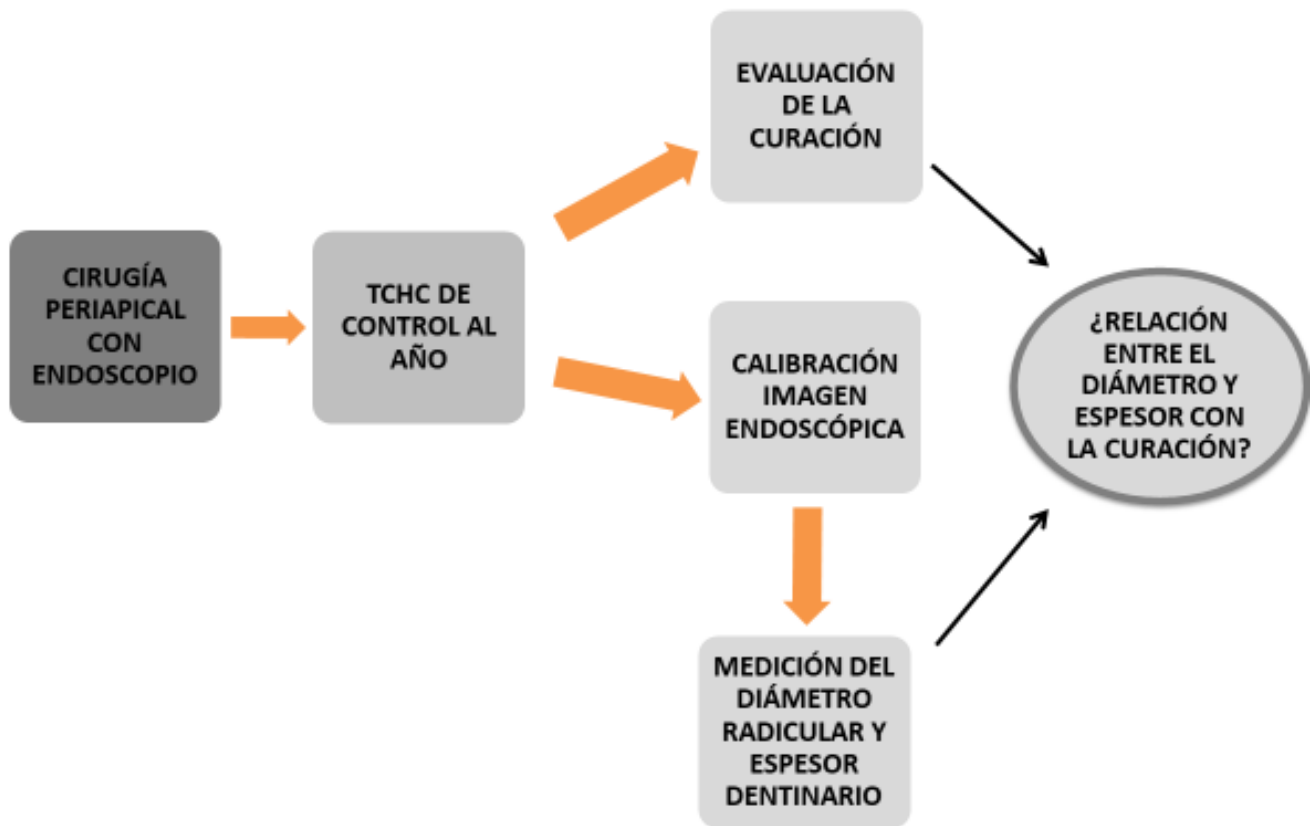 CIRUGÍA
PERIAPICAL
CON
ENDOSCOPIO
TCHC DE
CONTROL AL
AÑO
EVALUACIÓN
DE LA
CURACIÓN
CALIBRACIÓN
IMAGEN
ENDOSCÓPICA
MEDICIÓN DEL
DIÁMETRO
RADICULAR Y
ESPESOR
DENTINARIO
¿RELACIÓN
ENTRE EL
DIÁMETRO Y
ESPESOR CON
LA CURACIÓN?